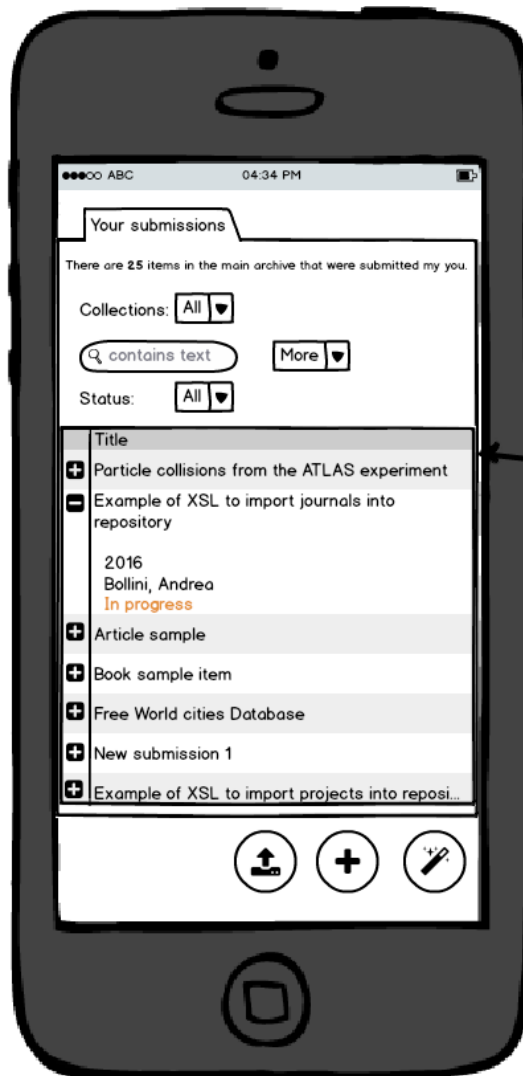 ABC 04:34 PM
Your submissions
There are 25 items in the main archive that were submitted my you.
Collections: All
contains text More
Status: All
Title
Particle collisions from the ATLAS experiment
Example of XSL to import journals into
repository
2016
Bollini, Andrea
In progress
Article sample
Book sample item
Free World cities Database
New submission 1
Example of XSL to import projects into reposi...